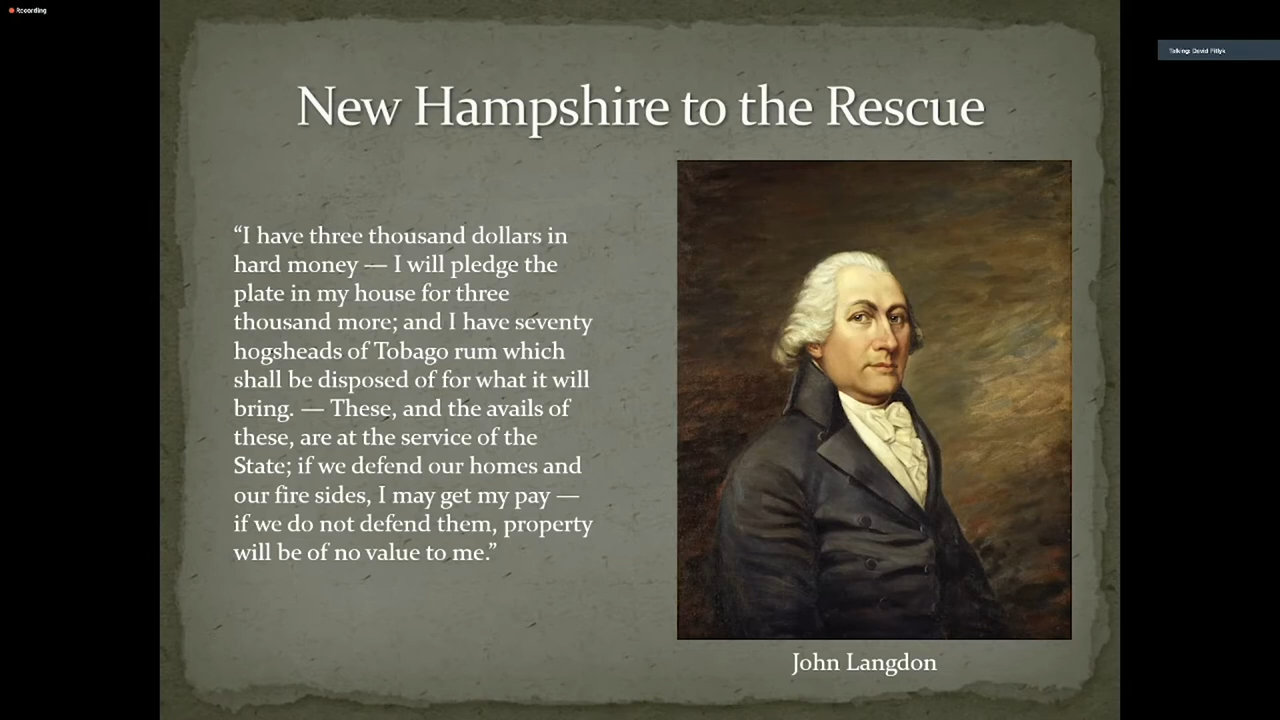 Recording
Talking: David Pillyk
New Hampshire to the Rescue
“I have three thousand dollars in
hard money — I will pledge the
plate in my house for three
thousand more; and I have seventy
hogsheads of Tobago rum which
shall be disposed of for what it will
bring. — These, and the avails of
these, are at the service of the
State; if we defend our homes and
our fire sides, I may get my pay —
if we do not defend them, property
will be of no value to me.”
John Langdon